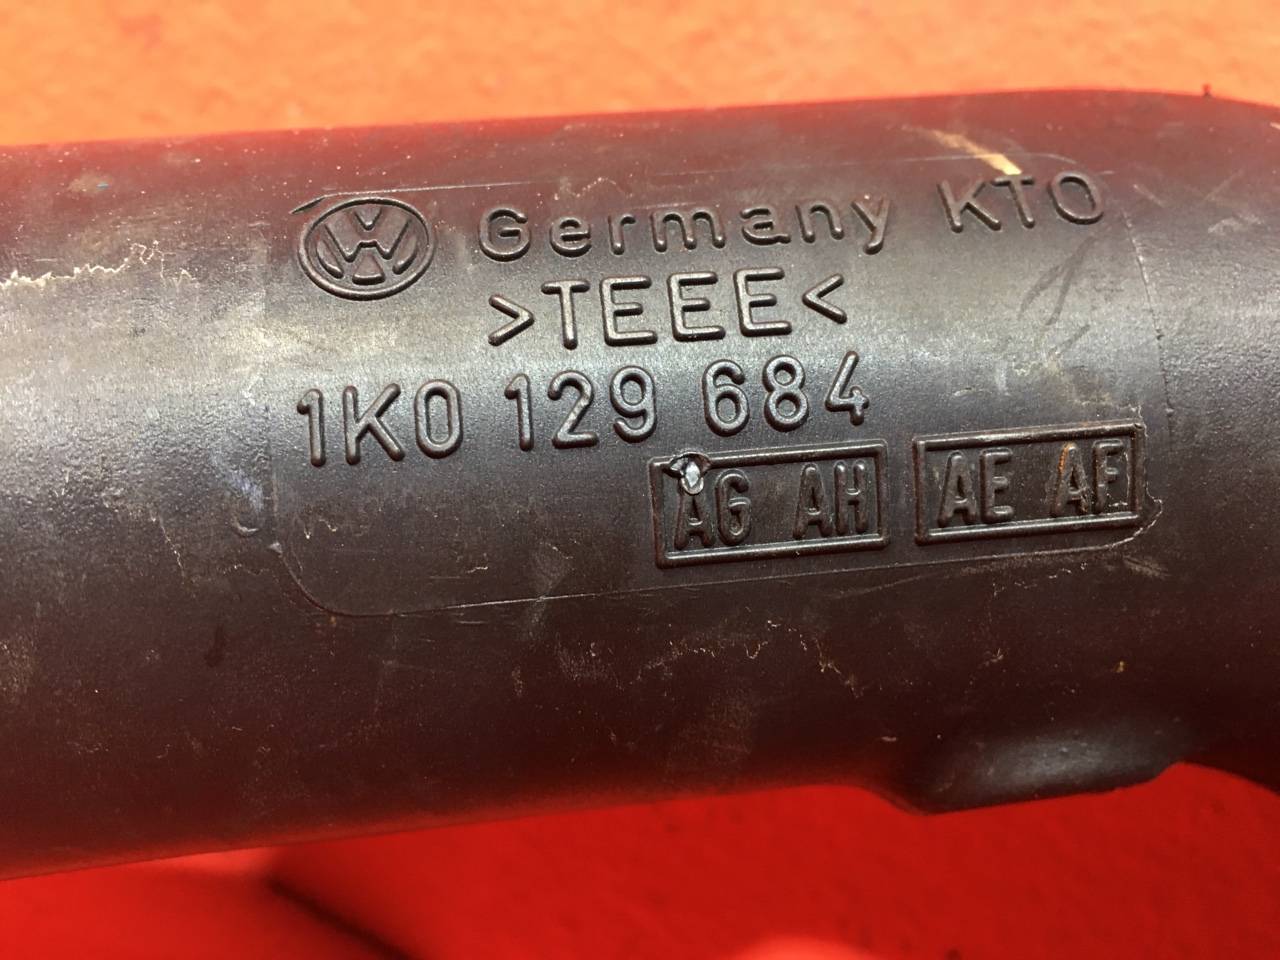 Germany KTO
>TEEE<
1K0 129 684
AG AH AE AF